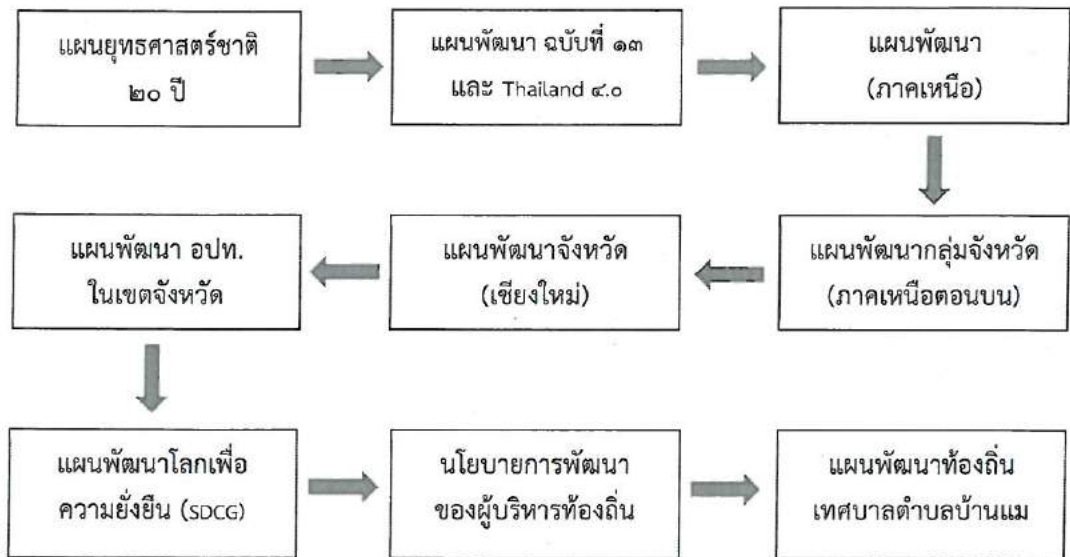 แผนยุทธศาสตร์ชาติ
๒๐ ปี
แผนพัฒนา ฉบับที่ ๑๓
และ Thailand ๔.๐
แผนพัฒนา
(ภาคเหนือ)
แผนพัฒนา อปท.
ในเขตจังหวัด
แผนพัฒนาจังหวัด
(เชียงใหม่)
แผนพัฒนากลุ่มจังหวัด
(ภาคเหนือตอนบน)
แผนพัฒนาโลกเพื่อ
ความยั่งยืน (SDCG)
นโยบายการพัฒนา
ของผู้บริหารท้องถิ่น
แผนพัฒนาท้องถิ่น
เทศบาลตำบลบ้านแม